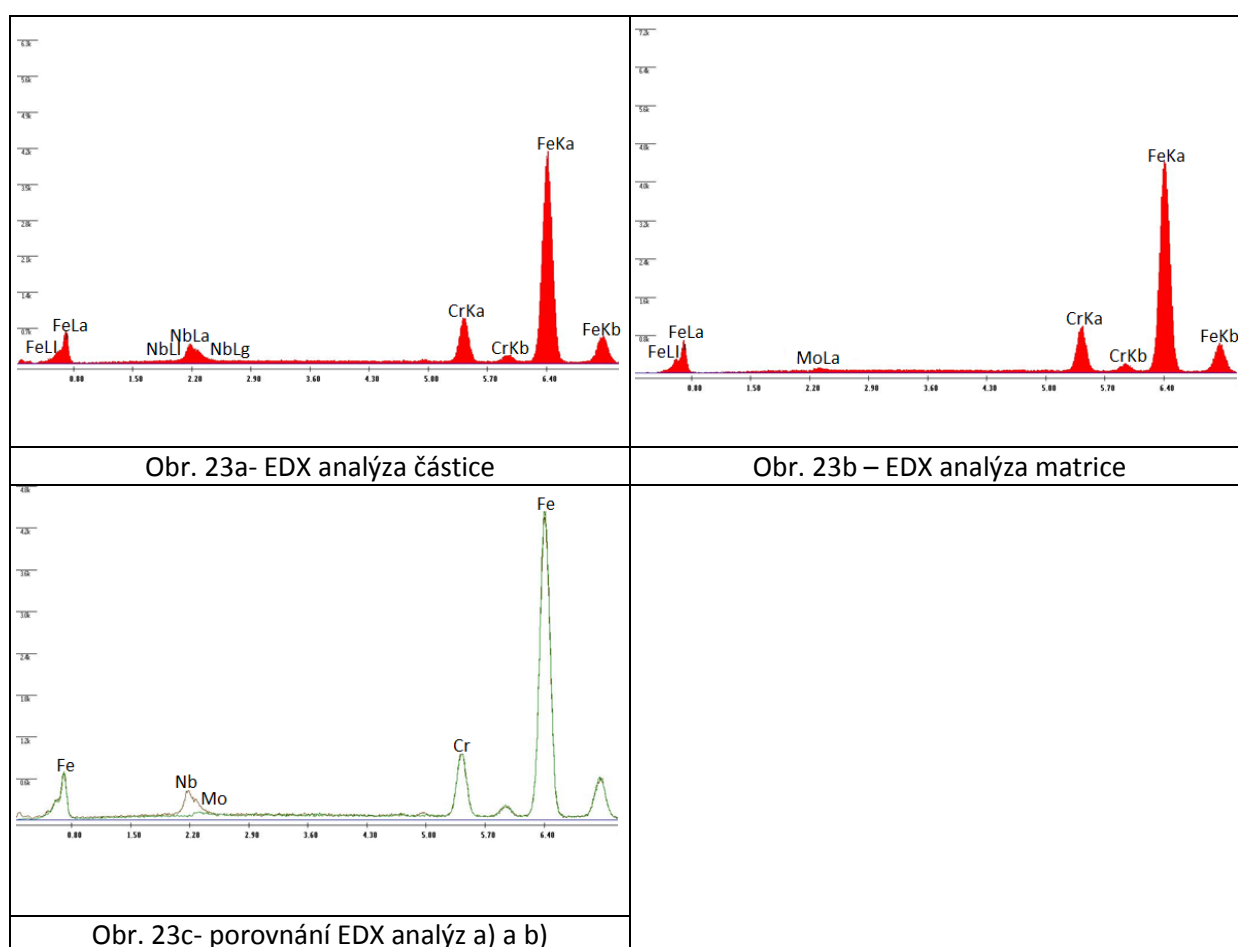 FeKa
FeLa
FeLl
NbLl
NbLa
NbLg
CrKa
CrKb
FeKb
0.80 1.50 2.20 2.90 3.60 4.30 5.00 5.70 6.40
Obr. 23a- EDX analýza částice
FeKa
FeLa
FeLl
MoLa
CrKa
CrKb
FeKb
0.80 1.50 2.20 2.90 3.60 4.30 5.00 5.70 6.40
Obr. 23b – EDX analýza matrice
Fe
Fe
Nb
Mo
Cr
0.80 1.50 2.20 2.90 3.60 4.30 5.00 5.70 6.40
Obr. 23c- porovnání EDX analýz a) a b)